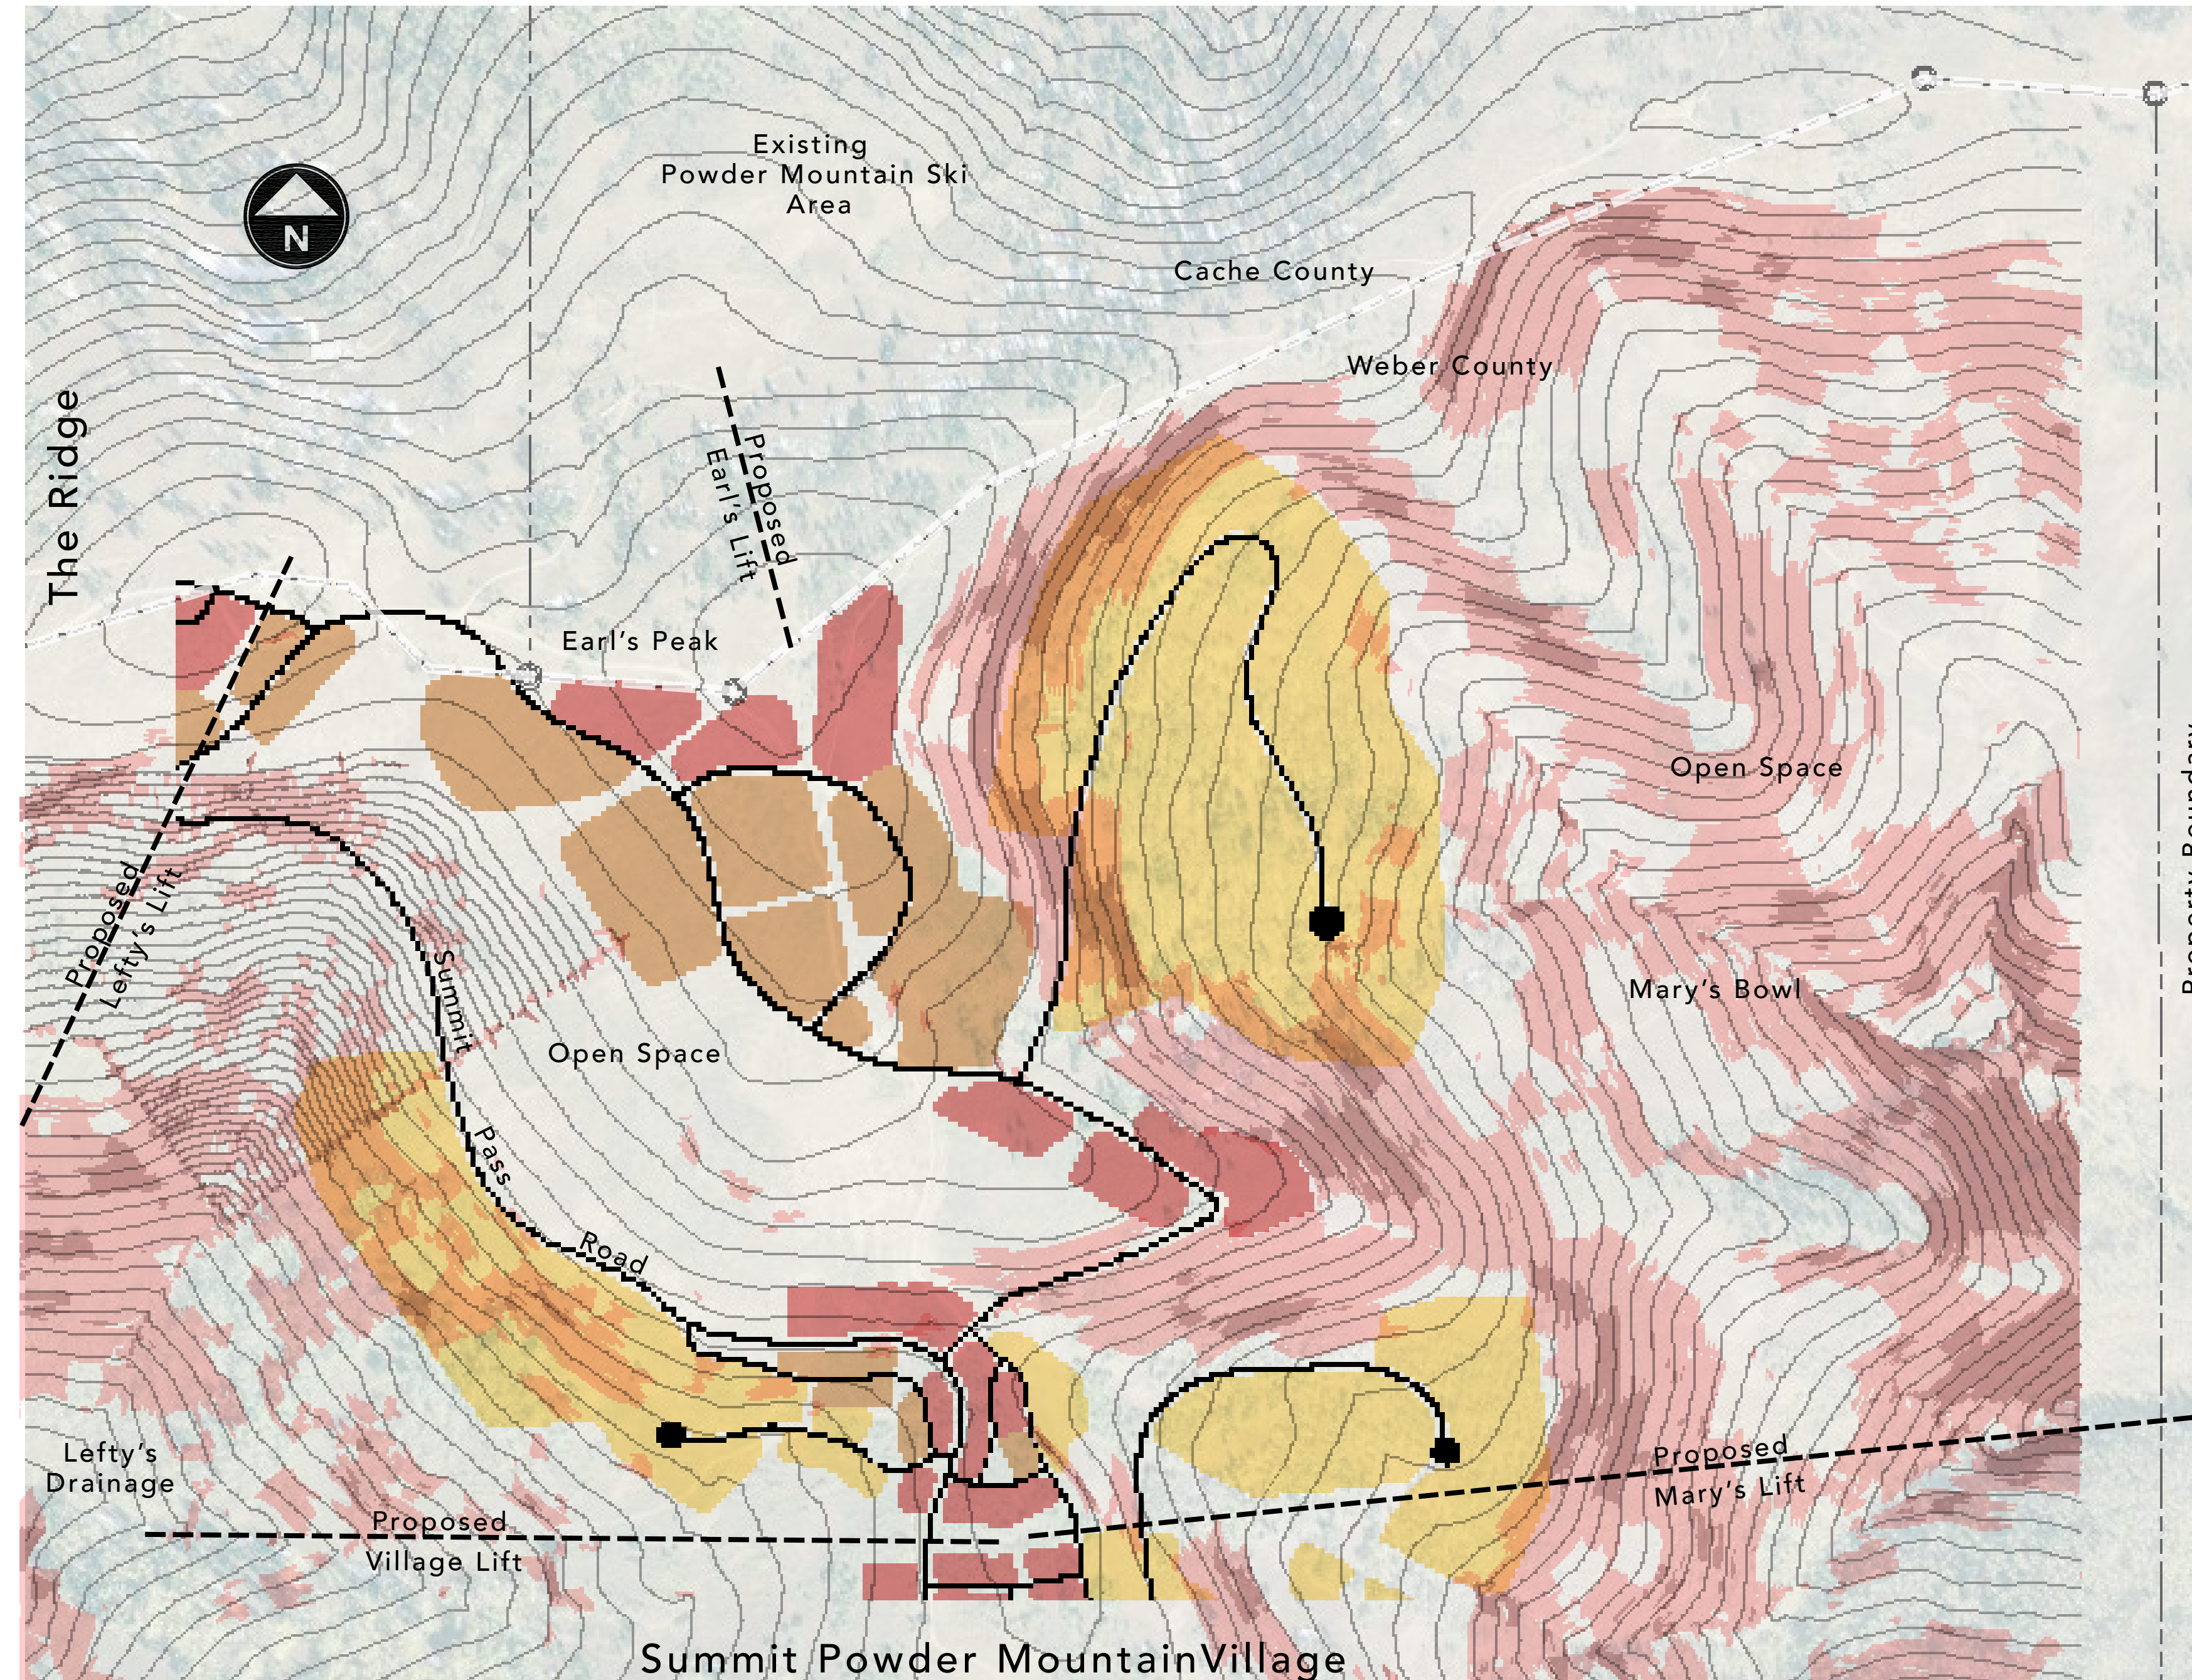 Existing
Powder Mountain Ski
Area
N
Cache County
Weber County
The Ridge
Proposed
Earl's Lift
Earl's Peak
Open Space
Property Boundary
Proposed
Lefty's Lift
Summit
Pass
Road
Open Space
Mary's Bowl
Lefty's
Drainage
Proposed
Mary's Lift
Proposed
Village Lift
Summit Powder MountainVillage